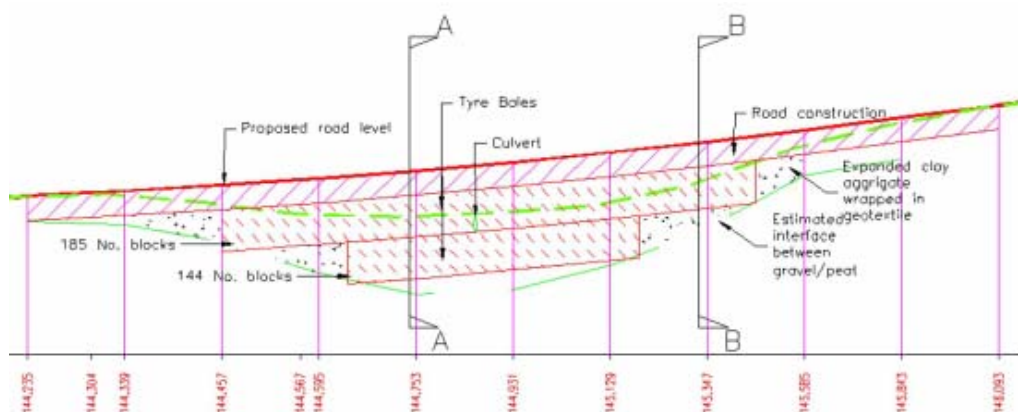 A
B
Tyre Bales
Road construction
Proposed road level
Culvert
Expanded clay
aggrigate
wrapped in
geotextile
185 No. blocks
Estimated
interface
between
gravel/peat
144 No. blocks
A
B
144,235
144,304
144,339
144,457
144,567
144,595
144,753
144,931
145,129
145,347
145,585
145,843
146,093